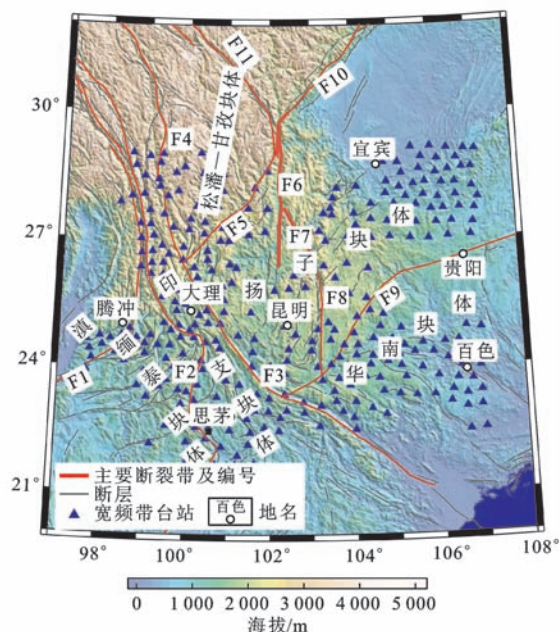 30°
27°
24°
21°
98°
100°
102°
104°
106°
108°
F11
F10
F4
松潘—甘孜块体
宜宾
F6
F5
F7
扬子块体
贵阳
印支块体
大理
昆明
F8
F9
腾冲
滇缅泰块体
F1
F2
F3
华南块体
百色
思茅
主要断裂带及编号
断层
宽频带台站
百色
地名
0 1 000 2 000 3 000 4 000 5 000
海拔/m